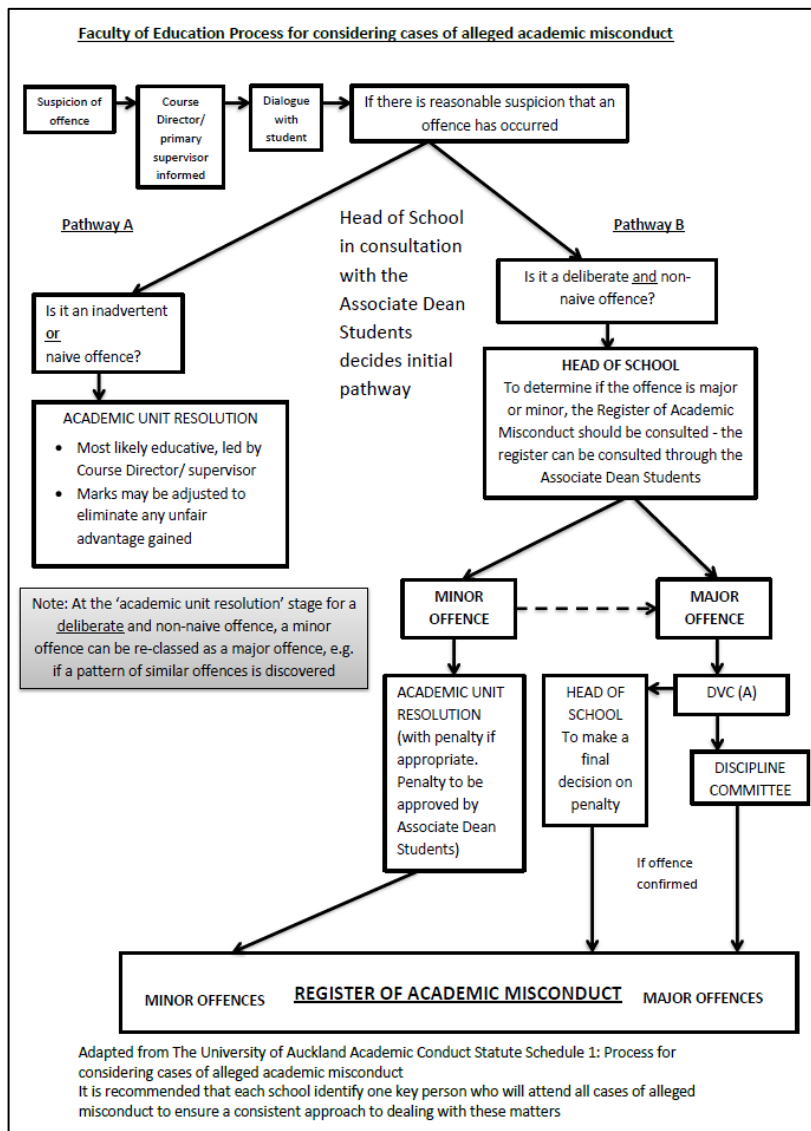 Faculty of Education Process for considering cases of alleged academic misconduct
Suspicion of
offence
Course
Director/
primary
supervisor
informed
Dialogue
with
student
If there is reasonable suspicion that an
offence has occurred
Pathway A
Head of School
in consultation
with the
Associate Dean
Students
decides initial
pathway
Pathway B
Is it an inadvertent
or
naive offence?
Is it a deliberate and non-
naive offence?
ACADEMIC UNIT RESOLUTION
• Most likely educative, led by
Course Director/ supervisor
• Marks may be adjusted to
eliminate any unfair
advantage gained
HEAD OF SCHOOL
To determine if the offence is major
or minor, the Register of Academic
Misconduct should be consulted - the
register can be consulted through the
Associate Dean Students
Note: At the ‘academic unit resolution’ stage for a
deliberate and non-naive offence, a minor
offence can be re-classed as a major offence, e.g.
if a pattern of similar offences is discovered
MINOR
OFFENCE
MAJOR
OFFENCE
ACADEMIC UNIT
RESOLUTION
(with penalty if
appropriate.
Penalty to be
approved by
Associate Dean
Students)
HEAD OF
SCHOOL
To make a
final
decision on
penalty
DVC (A)
DISCIPLINE
COMMITTEE
If offence
confirmed
MINOR OFFENCES
REGISTER OF ACADEMIC MISCONDUCT
MAJOR OFFENCES
Adapted from The University of Auckland Academic Conduct Statute Schedule 1: Process for
considering cases of alleged academic misconduct
It is recommended that each school identify one key person who will attend all cases of alleged
misconduct to ensure a consistent approach to dealing with these matters